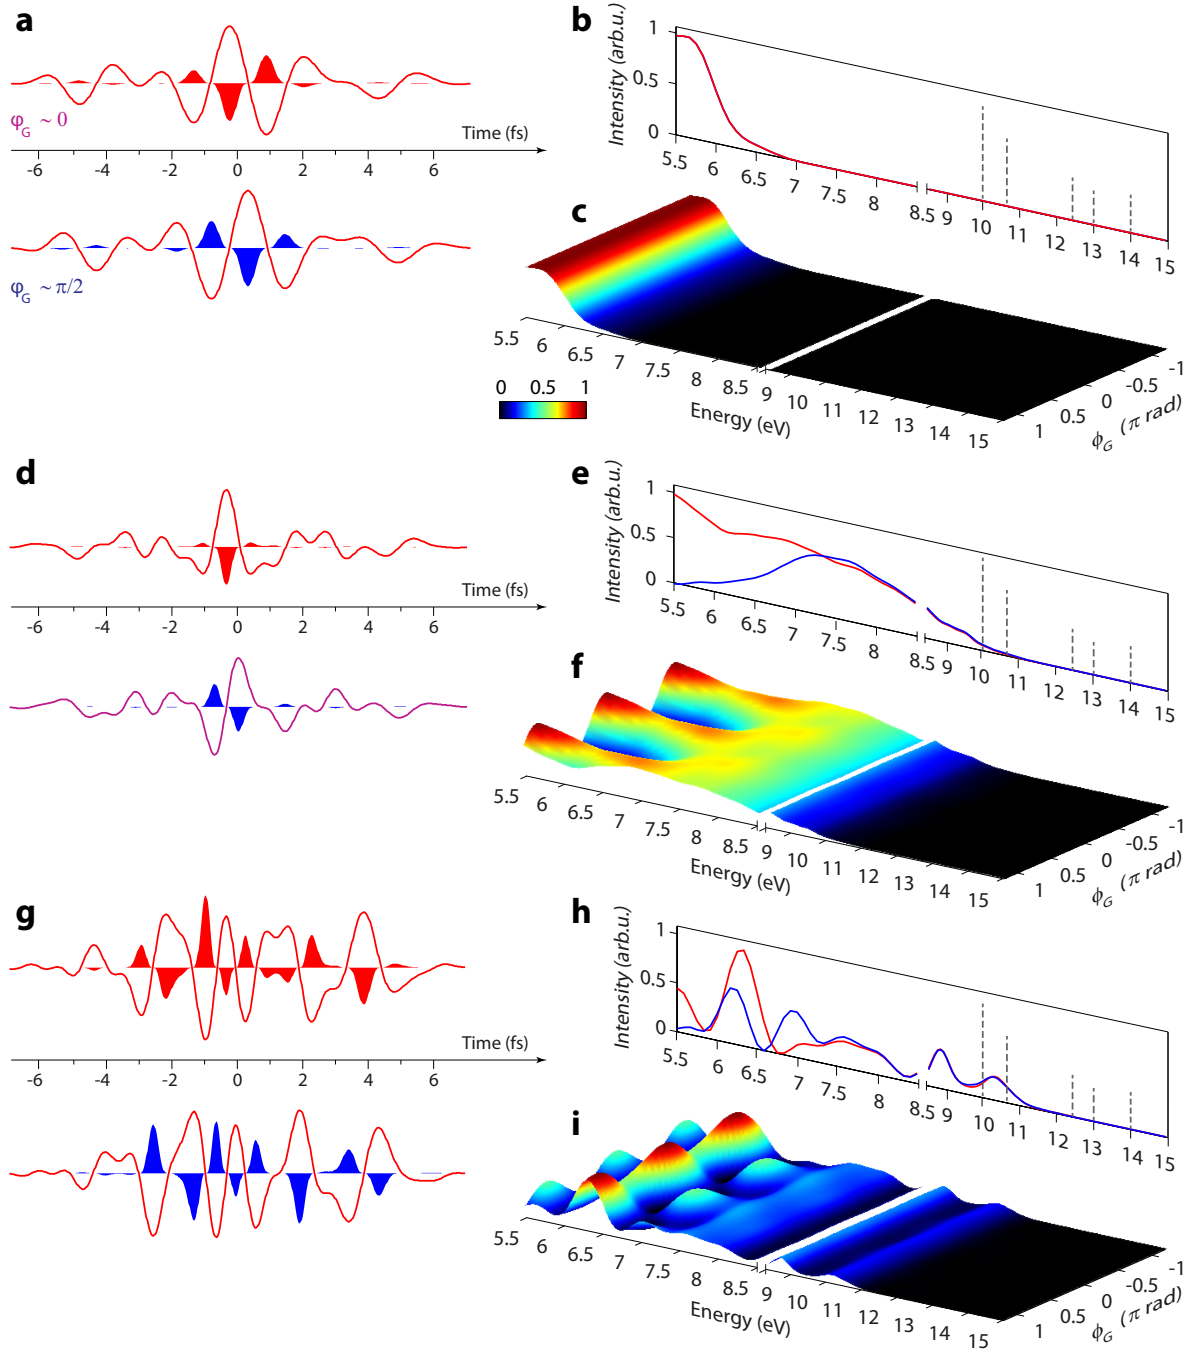 a
φG ~ 0
Time (fs)
-6 -4 -2 0 2 4 6
φG ~ π/2
b
Intensity (arb.u.)
1
0.5
0
5.5 6 6.5 7 7.5 8 8.5 9 10 11 12 13 14 15
c
5.5 6 6.5 7 7.5 8 8.5 9 10 11 12 13 14 15
Energy (eV)
0 0.5 1
1 0.5 0 -0.5 -1
ϕG (π rad)
d
Time (fs)
-6 -4 -2 0 2 4 6
e
Intensity (arb.u.)
1
0.5
0
5.5 6 6.5 7 7.5 8 8.5 9 10 11 12 13 14 15
f
5.5 6 6.5 7 7.5 8 8.5 9 10 11 12 13 14 15
Energy (eV)
1 0.5 0 -0.5 -1
ϕG (π rad)
g
Time (fs)
-6 -4 -2 0 2 4 6
h
Intensity (arb.u.)
1
0.5
0
5.5 6 6.5 7 7.5 8 8.5 9 10 11 12 13 14 15
i
5.5 6 6.5 7 7.5 8 8.5 9 10 11 12 13 14 15
Energy (eV)
1 0.5 0 -0.5 -1
ϕG (π rad)